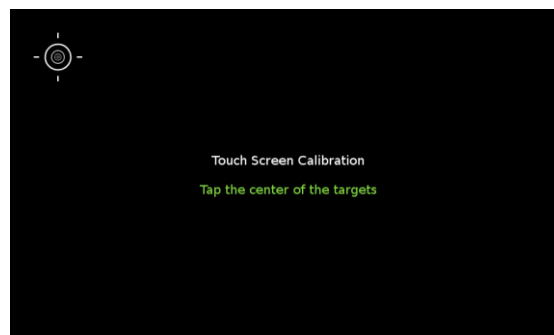 Touch Screen Calibration
Tap the center of the targets